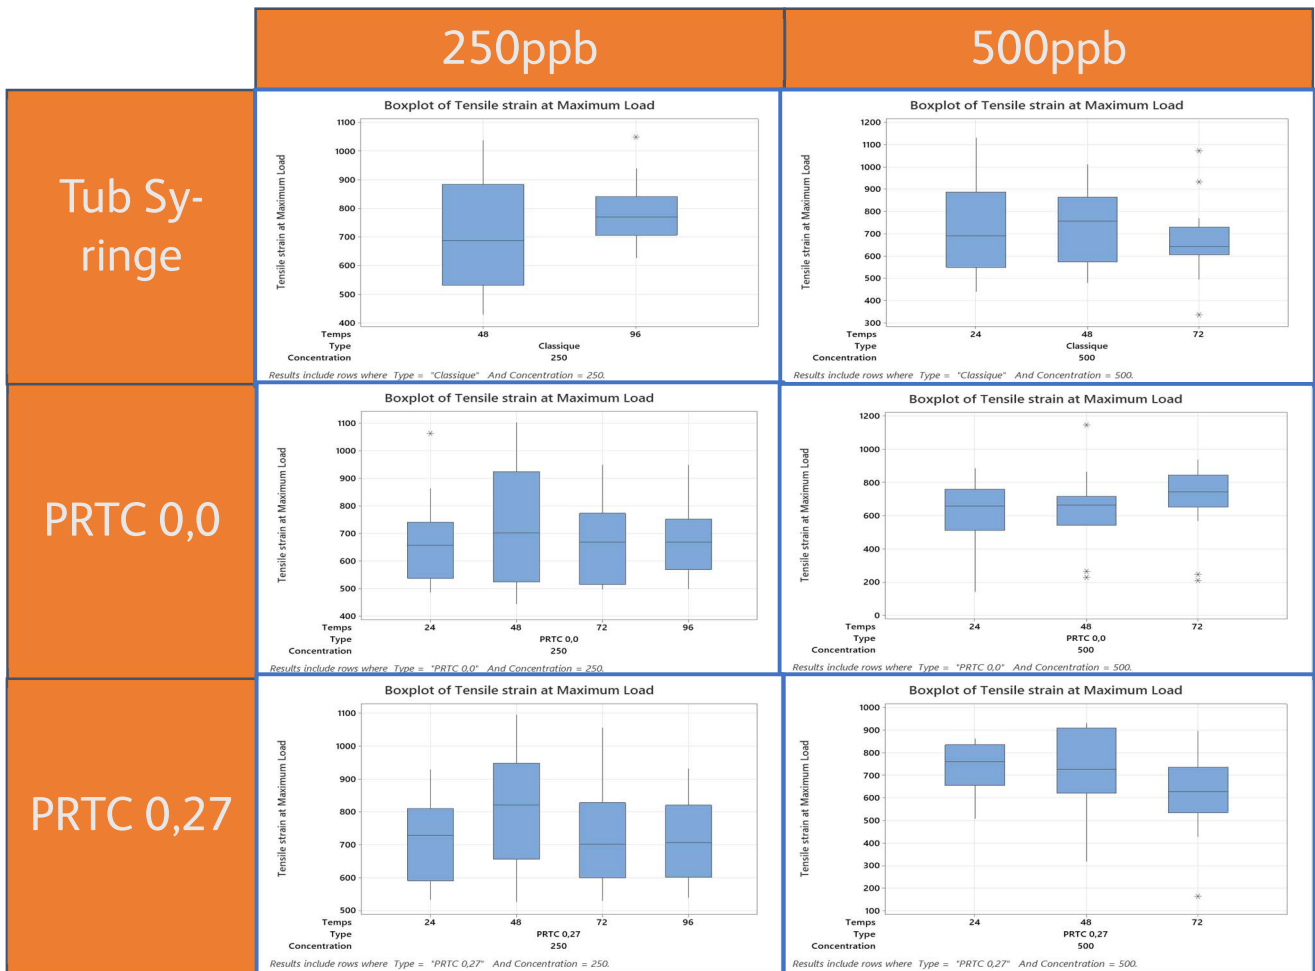 250ppb
500ppb
Tub Sy-
ringe
Boxplot of Tensile strain at Maximum Load
Tensile strain at Maximum Load
1100
1000
900
800
700
600
500
400
Temps 48 96
Type Classique
Concentration 250
Results include rows where Type = "Classique" And Concentration = 250.
Boxplot of Tensile strain at Maximum Load
Tensile strain at Maximum Load
1200
1100
1000
900
800
700
600
500
400
300
Temps 24 48 72
Type Classique
Concentration 500
Results include rows where Type = "Classique" And Concentration = 500.
PRTC 0,0
Boxplot of Tensile strain at Maximum Load
Tensile strain at Maximum Load
1100
1000
900
800
700
600
500
400
Temps 24 48 72 96
Type PRTC 0,0
Concentration 250
Results include rows where Type = "PRTC 0,0" And Concentration = 250.
Boxplot of Tensile strain at Maximum Load
Tensile strain at Maximum Load
1200
1000
800
600
400
200
0
Temps 24 48 72
Type PRTC 0,0
Concentration 500
Results include rows where Type = "PRTC 0,0" And Concentration = 500.
PRTC 0,27
Boxplot of Tensile strain at Maximum Load
Tensile strain at Maximum Load
1100
1000
900
800
700
600
500
Temps 24 48 72 96
Type PRTC 0,27
Concentration 250
Results include rows where Type = "PRTC 0,27" And Concentration = 250.
Boxplot of Tensile strain at Maximum Load
Tensile strain at Maximum Load
1000
900
800
700
600
500
400
300
200
100
Temps 24 48 72
Type PRTC 0,27
Concentration 500
Results include rows where Type = "PRTC 0,27" And Concentration = 500.